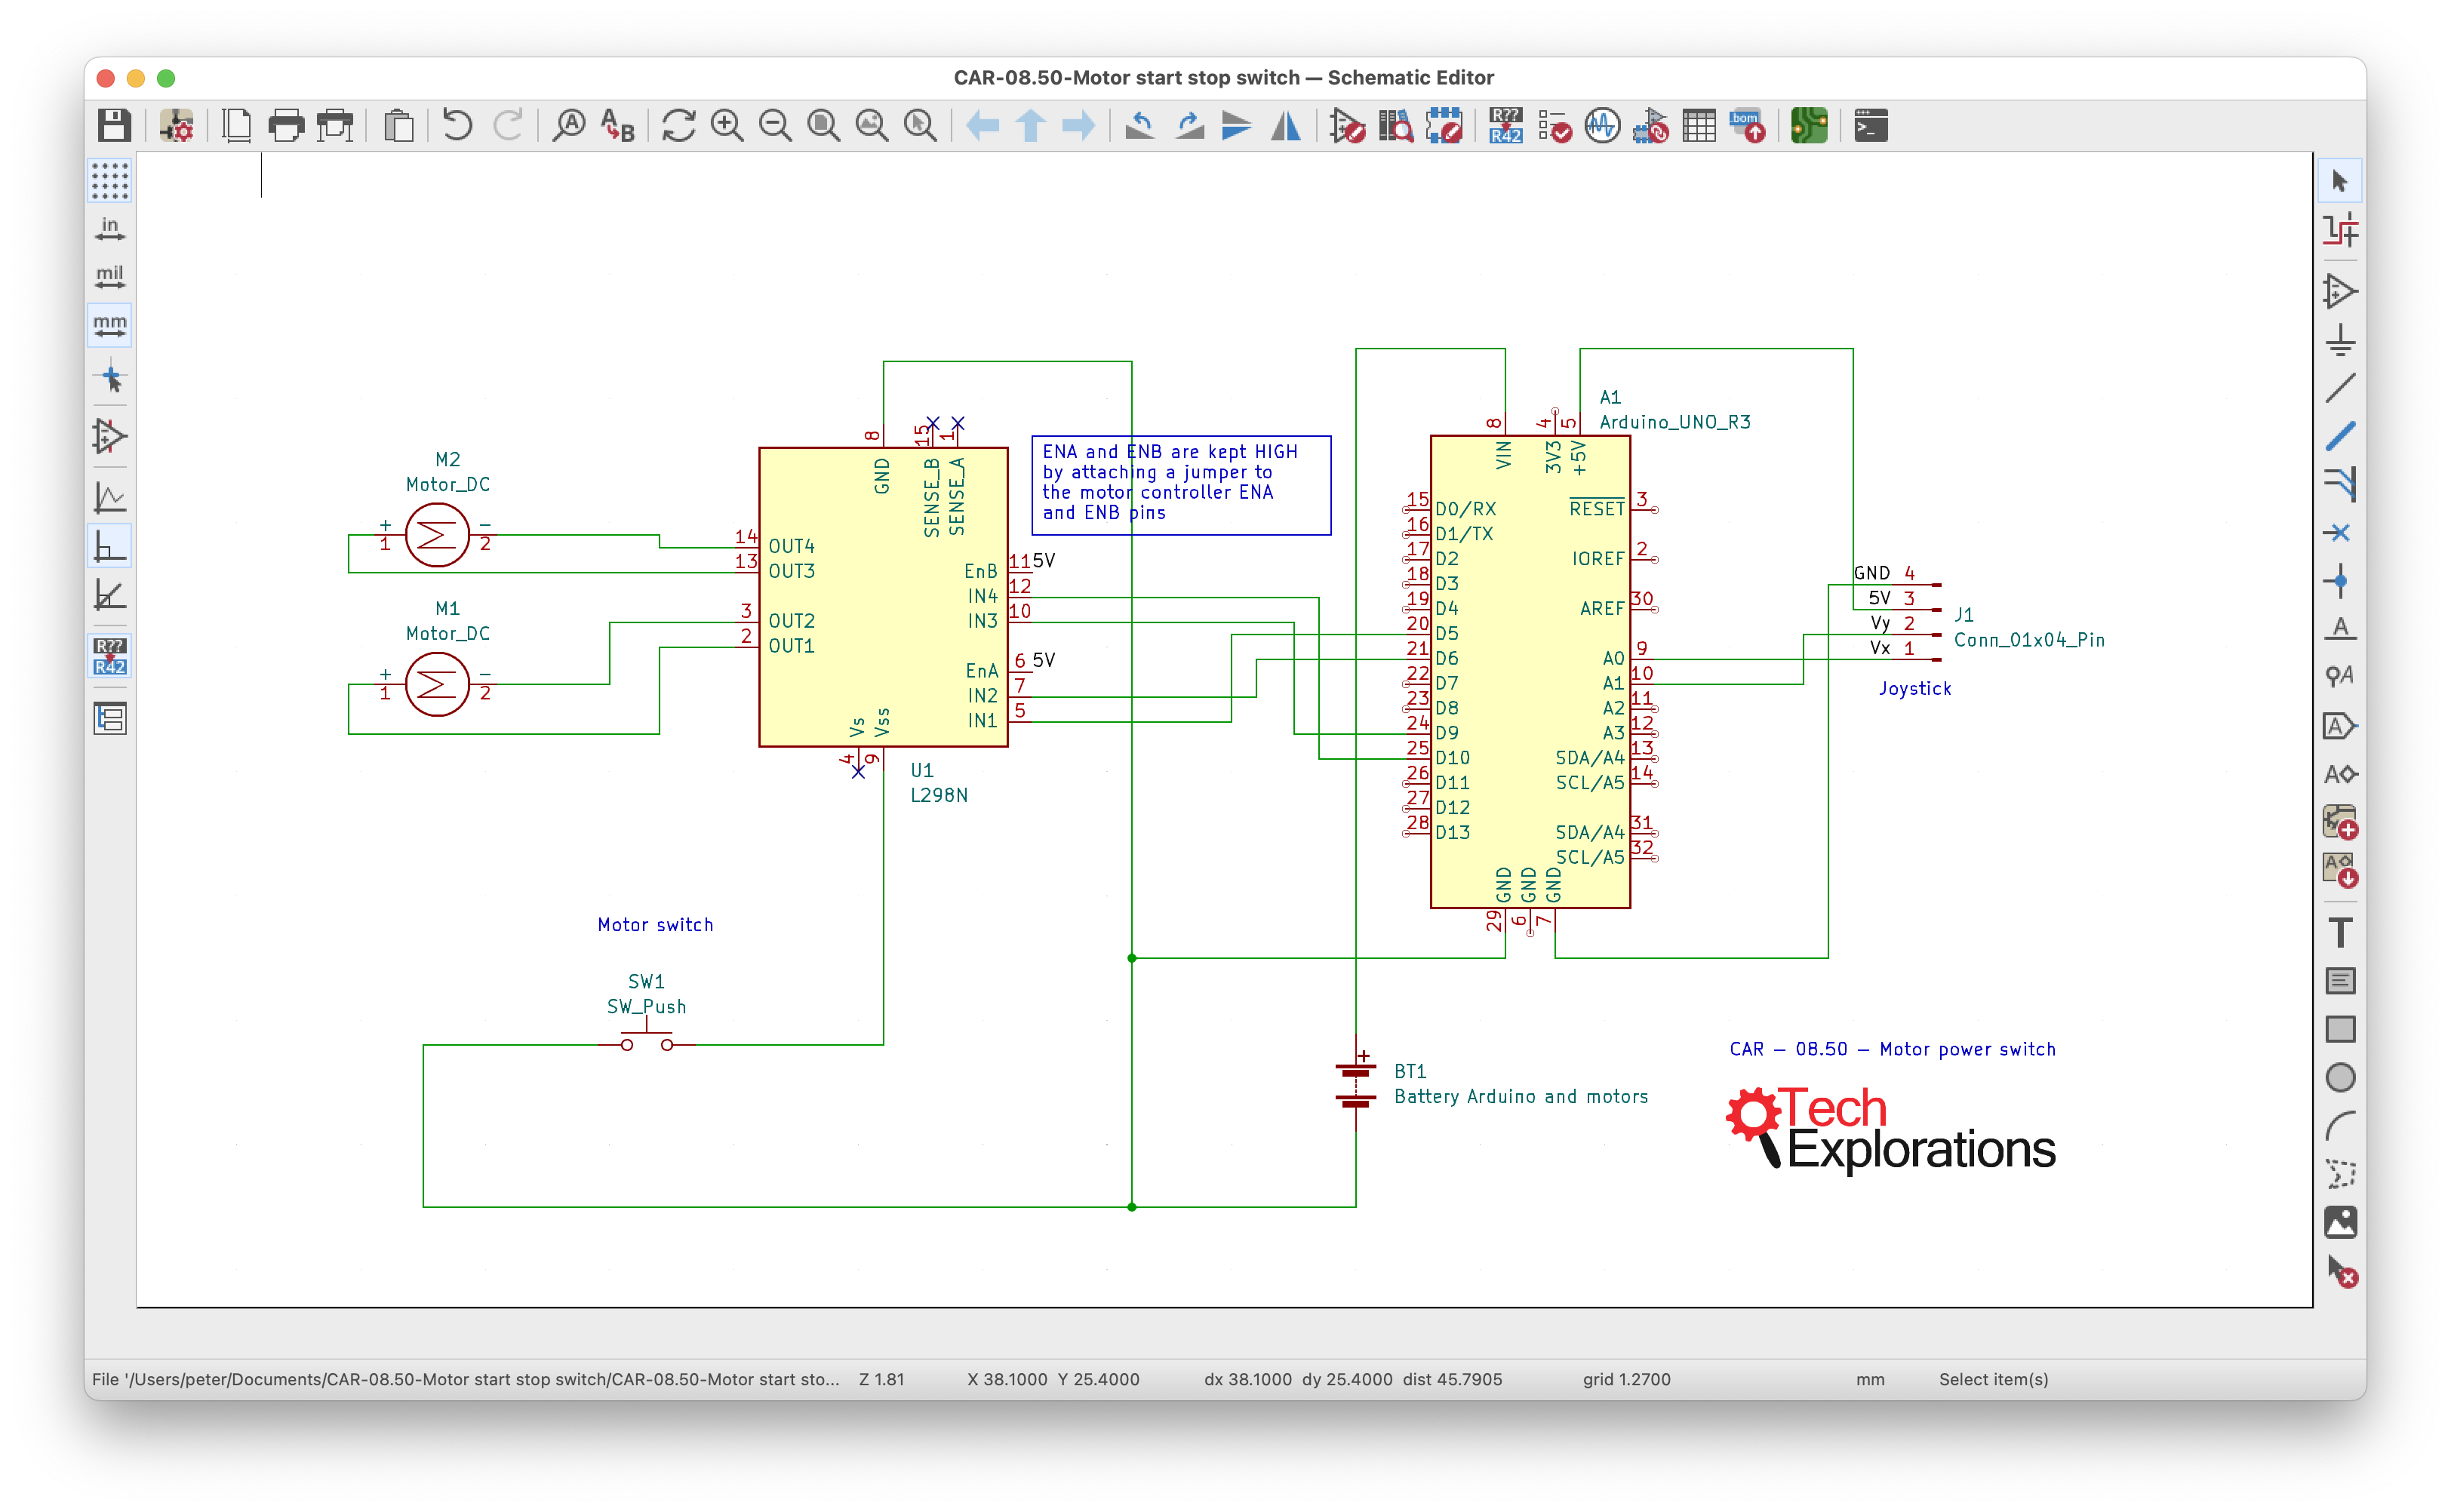 CAR-08.50-Motor start stop switch — Schematic Editor
A
A
B
R??
R42
.bom
>_
in
mil
mm
R??
R42
A
A
A
A
A
T
M2
Motor_DC
+
1
−
2
M1
Motor_DC
+
1
−
2
8
15
1
GND
SENSE_B
SENSE_A
14
OUT4
13
OUT3
3
OUT2
2
OUT1
EnB
11
5V
IN4
12
IN3
10
EnA
6
5V
IN2
7
IN1
5
Vs
Vss
4
9
U1
L298N
ENA and ENB are kept HIGH
by attaching a jumper to
the motor controller ENA
and ENB pins
A1
Arduino_UNO_R3
8
4
5
VIN
3V3
+5V
15
D0/RX
16
D1/TX
17
D2
18
D3
19
D4
20
D5
21
D6
22
D7
23
D8
24
D9
25
D10
26
D11
27
D12
28
D13
RESET
3
IOREF
2
AREF
30
A0
9
A1
10
A2
11
A3
12
SDA/A4
13
SCL/A5
14
SDA/A4
31
SCL/A5
32
GND
GND
GND
29
6
7
GND
4
5V
3
Vy
2
Vx
1
J1
Conn_01x04_Pin
Joystick
Motor switch
SW1
SW_Push
+
BT1
Battery Arduino and motors
CAR – 08.50 – Motor power switch
Tech
Explorations
File '/Users/peter/Documents/CAR-08.50-Motor start stop switch/CAR-08.50-Motor start sto... Z 1.81 X 38.1000 Y 25.4000 dx 38.1000 dy 25.4000 dist 45.7905 grid 1.2700 mm Select item(s)